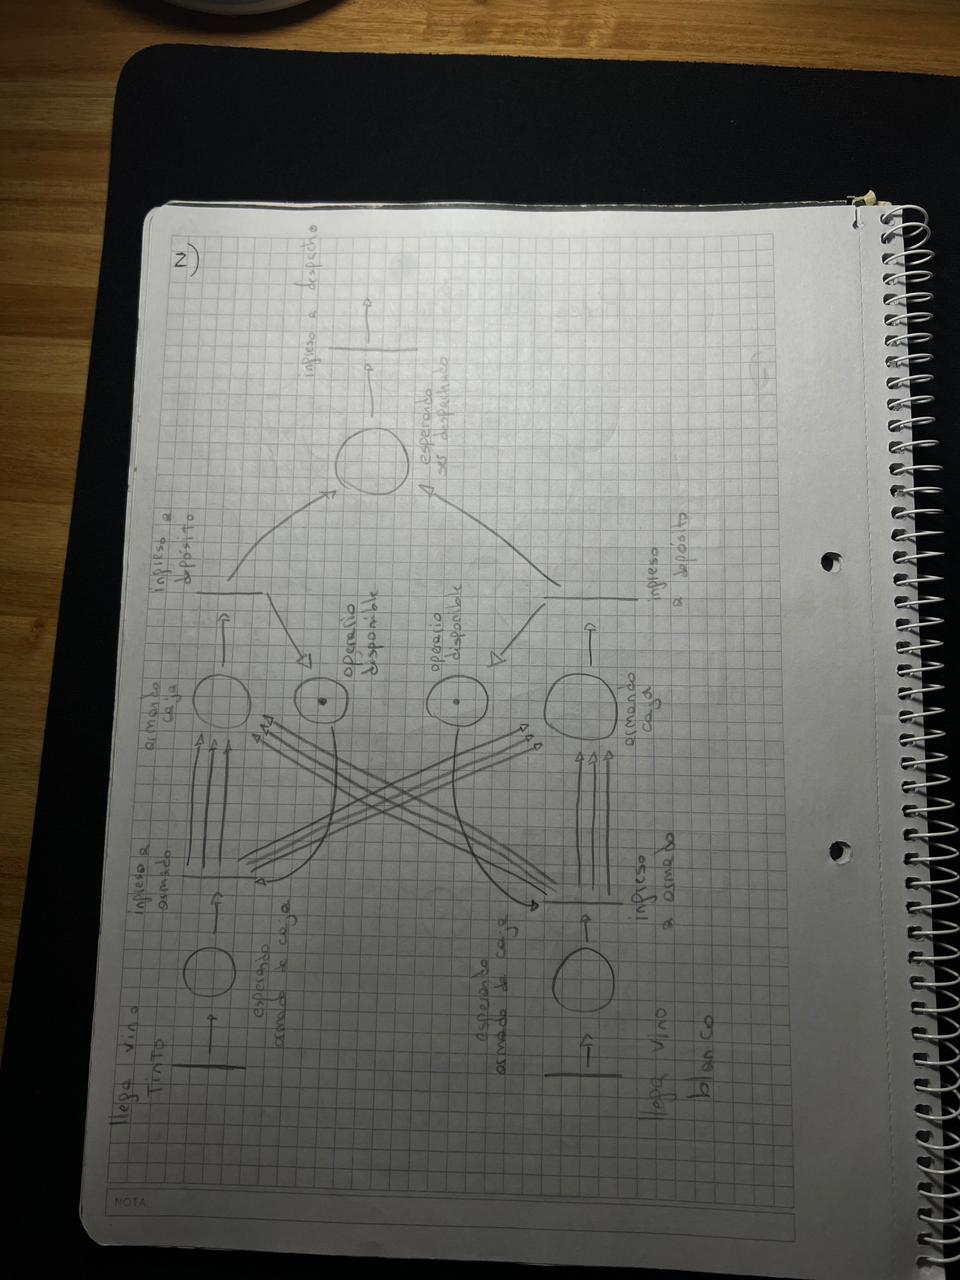 2)
llega vino
Tinto
esperando
armado de caja
ingreso a
armado
armando
caja
operario
disponible
ingreso a
depósito
esperando
ser despachado
ingreso a despacho
llega vino
blanco
esperando
armado de caja
ingreso
a armado
armando
caja
operario
disponible
ingreso
a depósito
NOTA